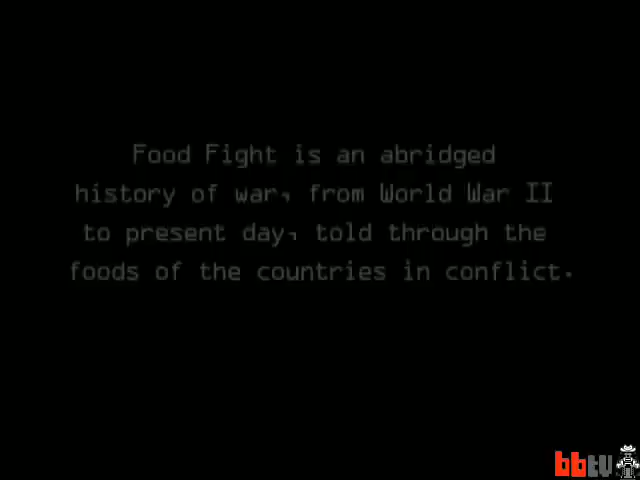 Food Fight is an abridged
history of war, from World War II
to present day, told through the
foods of the countries in conflict.
bbtv